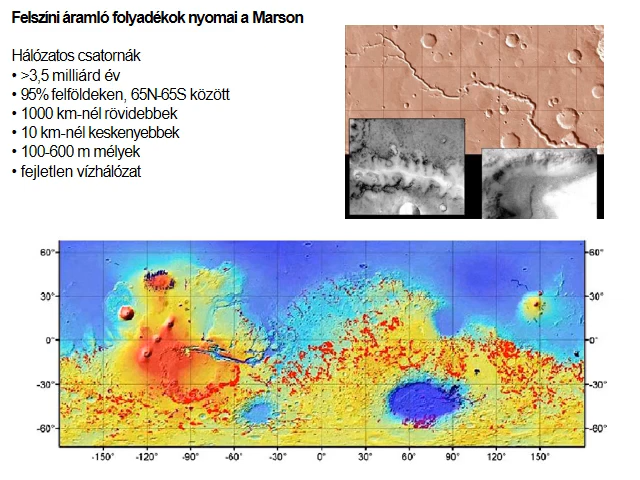 Felszíni áramló folyadékok nyomai a Marson
Hálózatos csatornák
• >3,5 milliárd év
• 95% felföldeken, 65N-65S között
• 1000 km-nél rövidebbek
• 10 km-nél keskenyebbek
• 100-600 m mélyek
• fejletlen vízhálózat
60° 60°
30° 30°
0° 0°
-30° -30°
-60° -60°
-150° -120° -90° -60° -30° 0° 30° 60° 90° 120° 150°